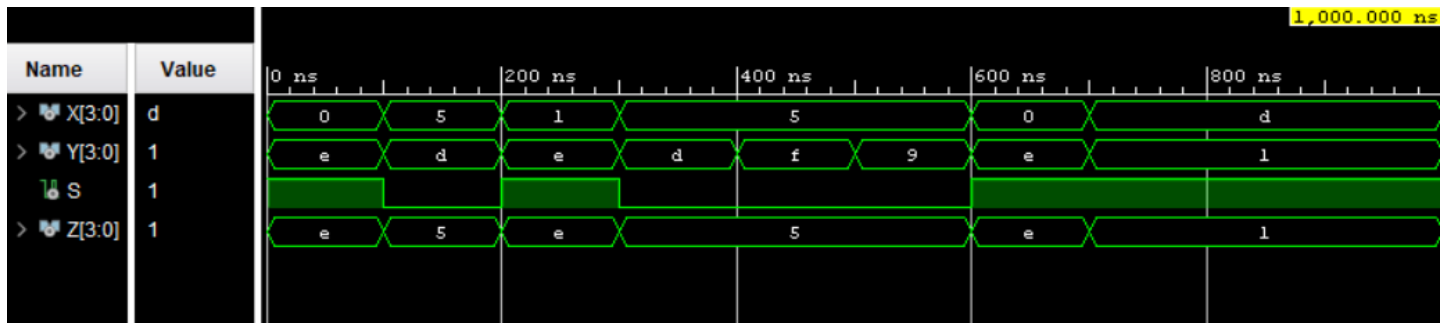 1,000.000 ns
Name Value 0 ns 200 ns 400 ns 600 ns 800 ns
X[3:0] d 0 5 1 5 0 d
Y[3:0] 1 e d e d f 9 e 1
S 1
Z[3:0] 1 e 5 e 5 e 1